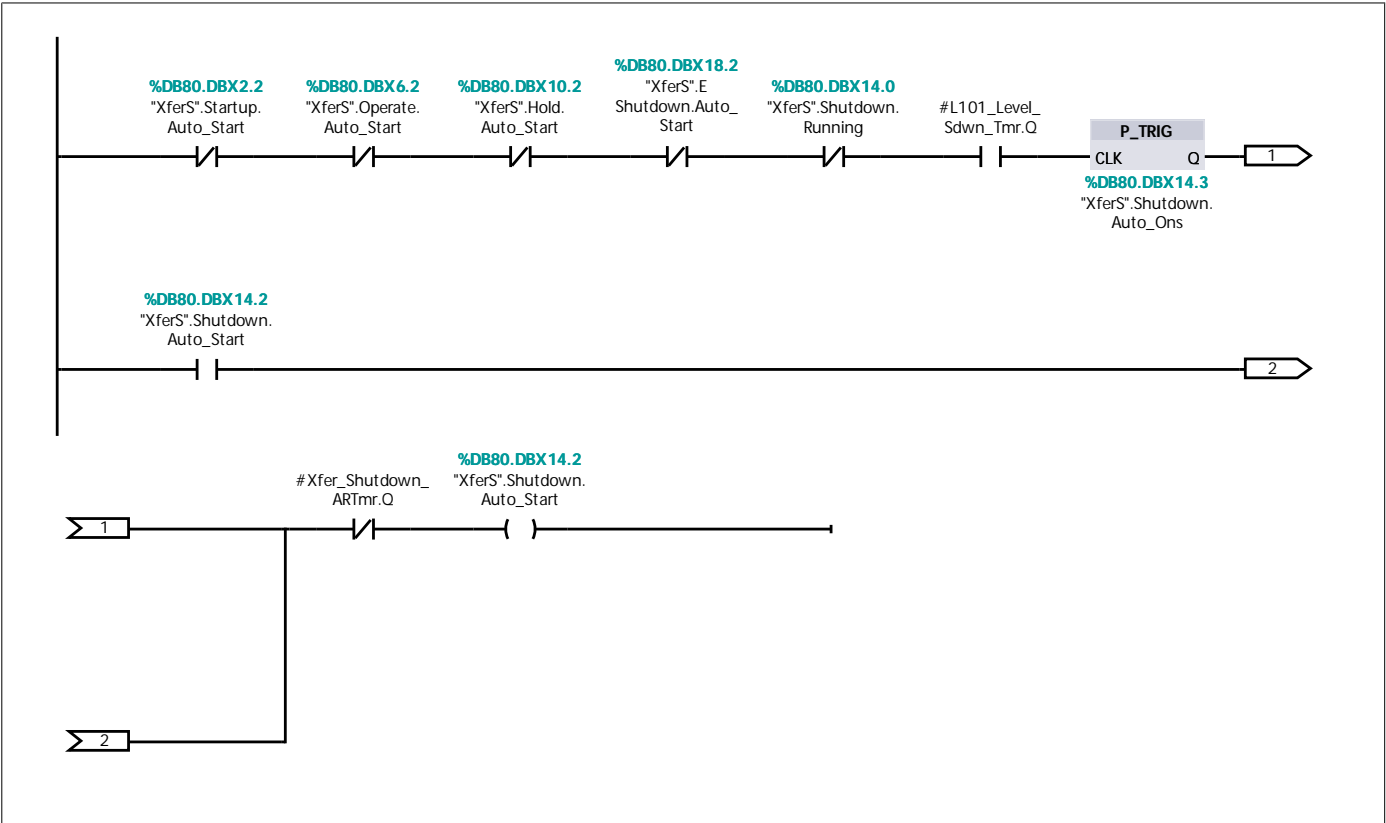 %DB80.DBX2.2
"XferS".Startup.
Auto_Start
%DB80.DBX6.2
"XferS".Operate.
Auto_Start
%DB80.DBX10.2
"XferS".Hold.
Auto_Start
%DB80.DBX18.2
"XferS".E
Shutdown.Auto_
Start
%DB80.DBX14.0
"XferS".Shutdown.
Running
#L101_Level_
Sdwn_Tmr.Q
P_TRIG
CLK Q
%DB80.DBX14.3
"XferS".Shutdown.
Auto_Ons
1
%DB80.DBX14.2
"XferS".Shutdown.
Auto_Start
2
1
#Xfer_Shutdown_
ARTmr.Q
%DB80.DBX14.2
"XferS".Shutdown.
Auto_Start
2